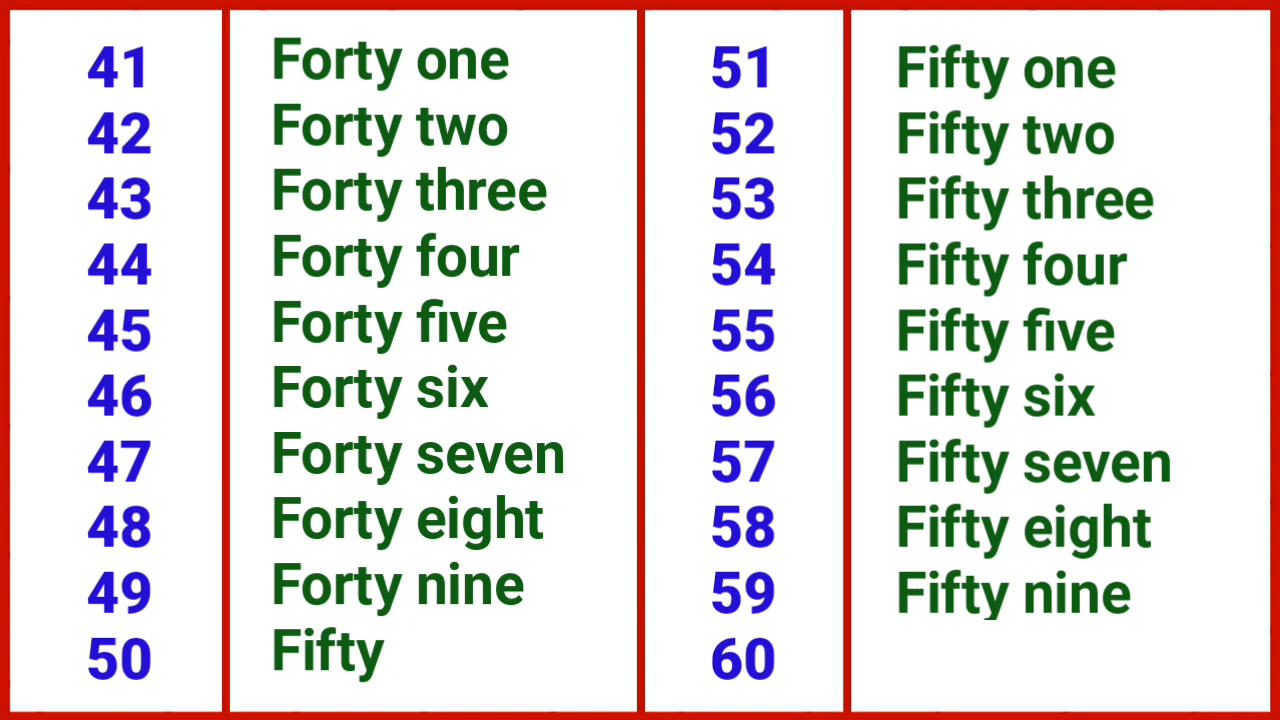 41 Forty one 51 Fifty one
42 Forty two 52 Fifty two
43 Forty three 53 Fifty three
44 Forty four 54 Fifty four
45 Forty five 55 Fifty five
46 Forty six 56 Fifty six
47 Forty seven 57 Fifty seven
48 Forty eight 58 Fifty eight
49 Forty nine 59 Fifty nine
50 Fifty 60